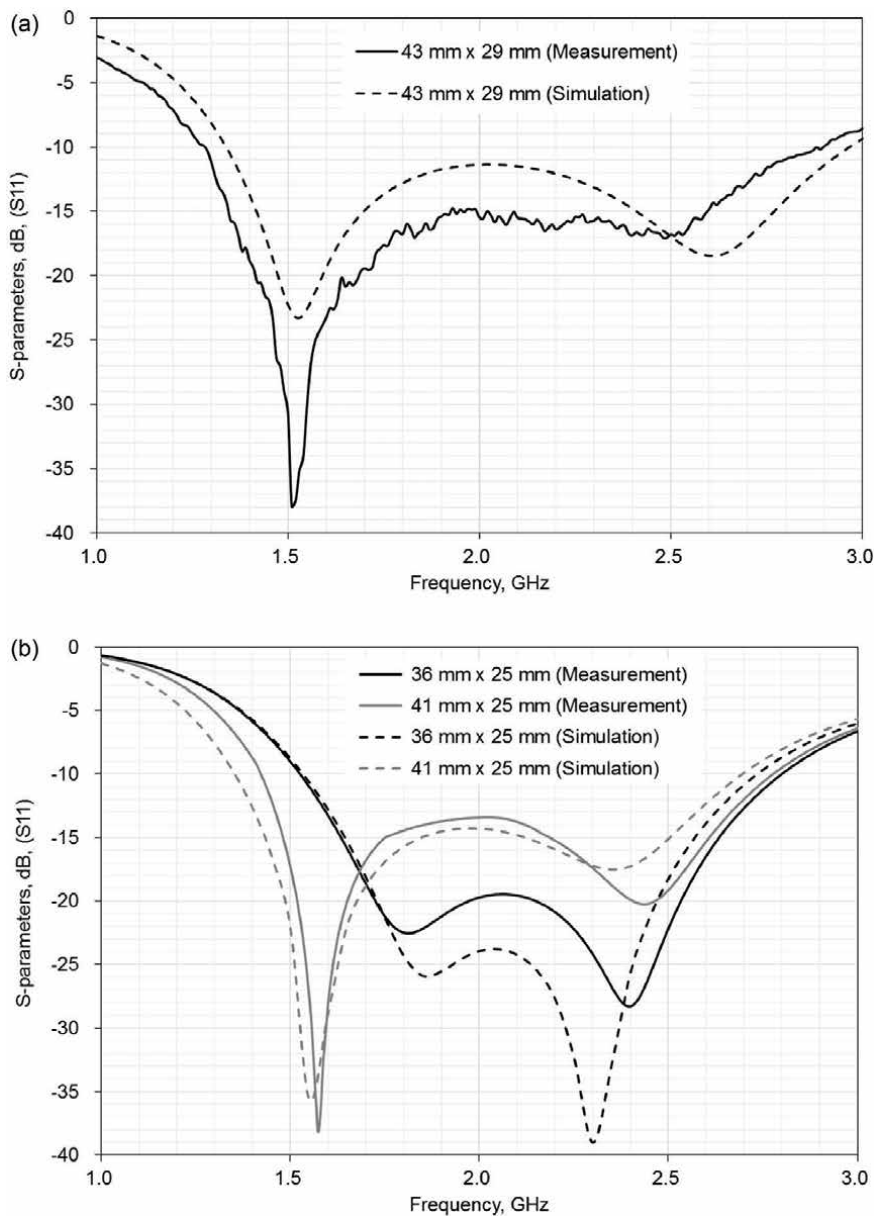 (a)
0
-5
-10
-15
-20
-25
-30
-35
-40
S-parameters, dB, (S11)
43 mm x 29 mm (Measurement)
43 mm x 29 mm (Simulation)
1.0 1.5 2.0 2.5 3.0
Frequency, GHz
(b)
0
-5
-10
-15
-20
-25
-30
-35
-40
S-parameters, dB, (S11)
36 mm x 25 mm (Measurement)
41 mm x 25 mm (Measurement)
36 mm x 25 mm (Simulation)
41 mm x 25 mm (Simulation)
1.0 1.5 2.0 2.5 3.0
Frequency, GHz